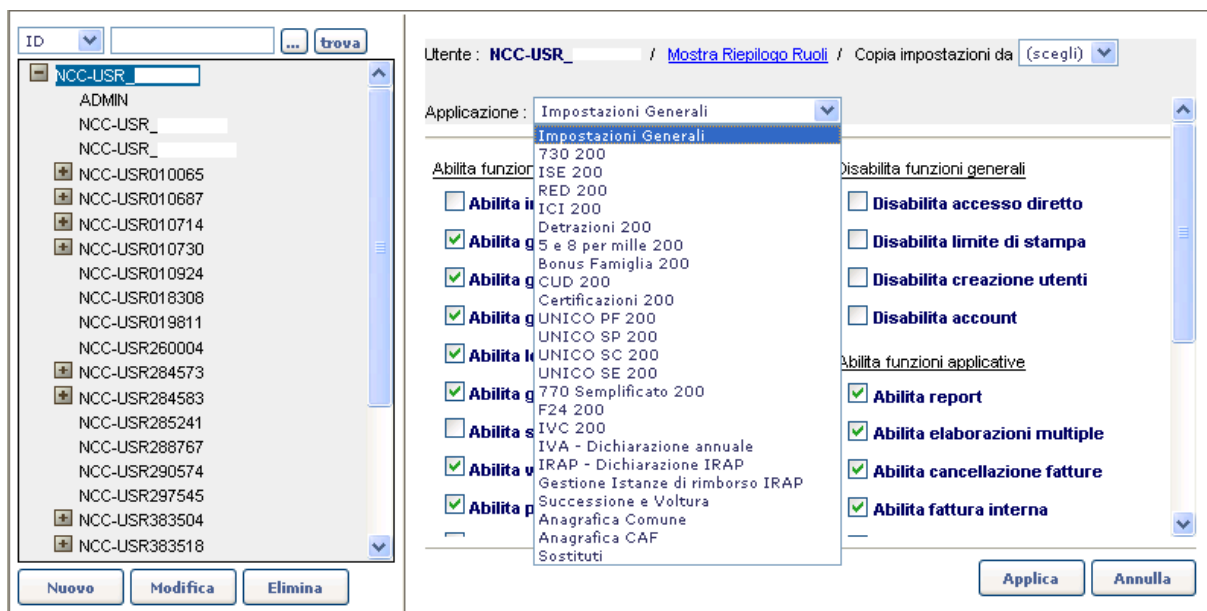 ID ... trova
NCC-USR_
ADMIN
NCC-USR_
NCC-USR_
NCC-USR010065
NCC-USR010687
NCC-USR010714
NCC-USR010730
NCC-USR010924
NCC-USR018308
NCC-USR019811
NCC-USR260004
NCC-USR284573
NCC-USR284583
NCC-USR285241
NCC-USR288767
NCC-USR290574
NCC-USR297545
NCC-USR383504
NCC-USR383518
Nuovo Modifica Elimina
Utente : NCC-USR_ / Mostra Riepilogo Ruoli / Copia impostazioni da (scegli)
Applicazione : Impostazioni Generali
Impostazioni Generali
730 200
ISE 200
RED 200
ICI 200
Detrazioni 200
5 e 8 per mille 200
Bonus Famiglia 200
CUD 200
Certificazioni 200
UNICO PF 200
UNICO SP 200
UNICO SC 200
UNICO SE 200
770 Semplificato 200
F24 200
IVC 200
IVA - Dichiarazione annuale
IRAP - Dichiarazione IRAP
Gestione Istanze di rimborso IRAP
Successione e Voltura
Anagrafica Comune
Anagrafica CAF
Sostituti
Abilita
Abilita
Abilita
Abilita
Abilita
Abilita
Abilita
Abilita
Abilita
Abilita
Disabilita funzioni generali
Disabilita accesso diretto
Disabilita limite di stampa
Disabilita creazione utenti
Disabilita account
Abilita funzioni applicative
Abilita report
Abilita elaborazioni multiple
Abilita cancellazione fatture
Abilita fattura interna
Applica Annulla